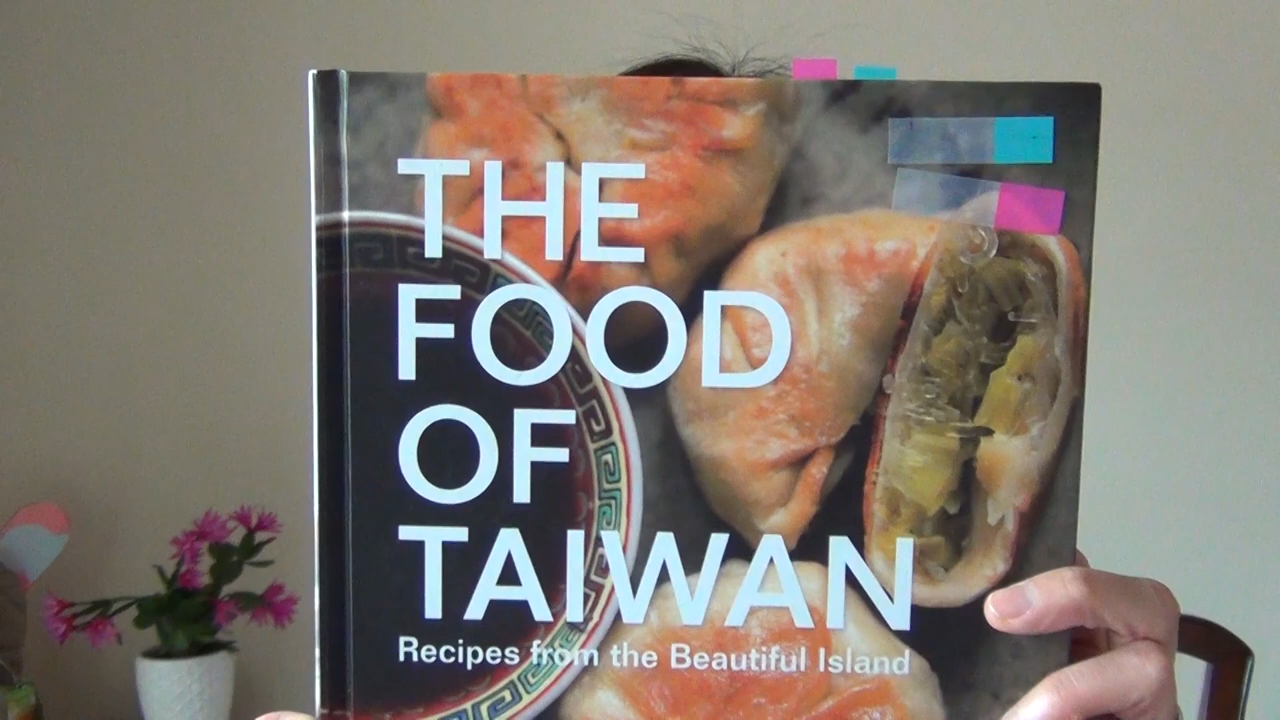 THE
FOOD
OF
TAIWAN
Recipes from the Beautiful Island